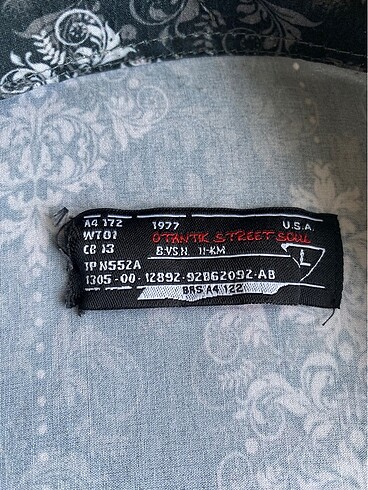 A4 172 1977 U.S.A.
WT01 OTANTIK STREET SOUL
CB 13 B.V.S.N. 11-KM L
TP N552A
1305-00-12892-92062092-AB
BRS A4 122